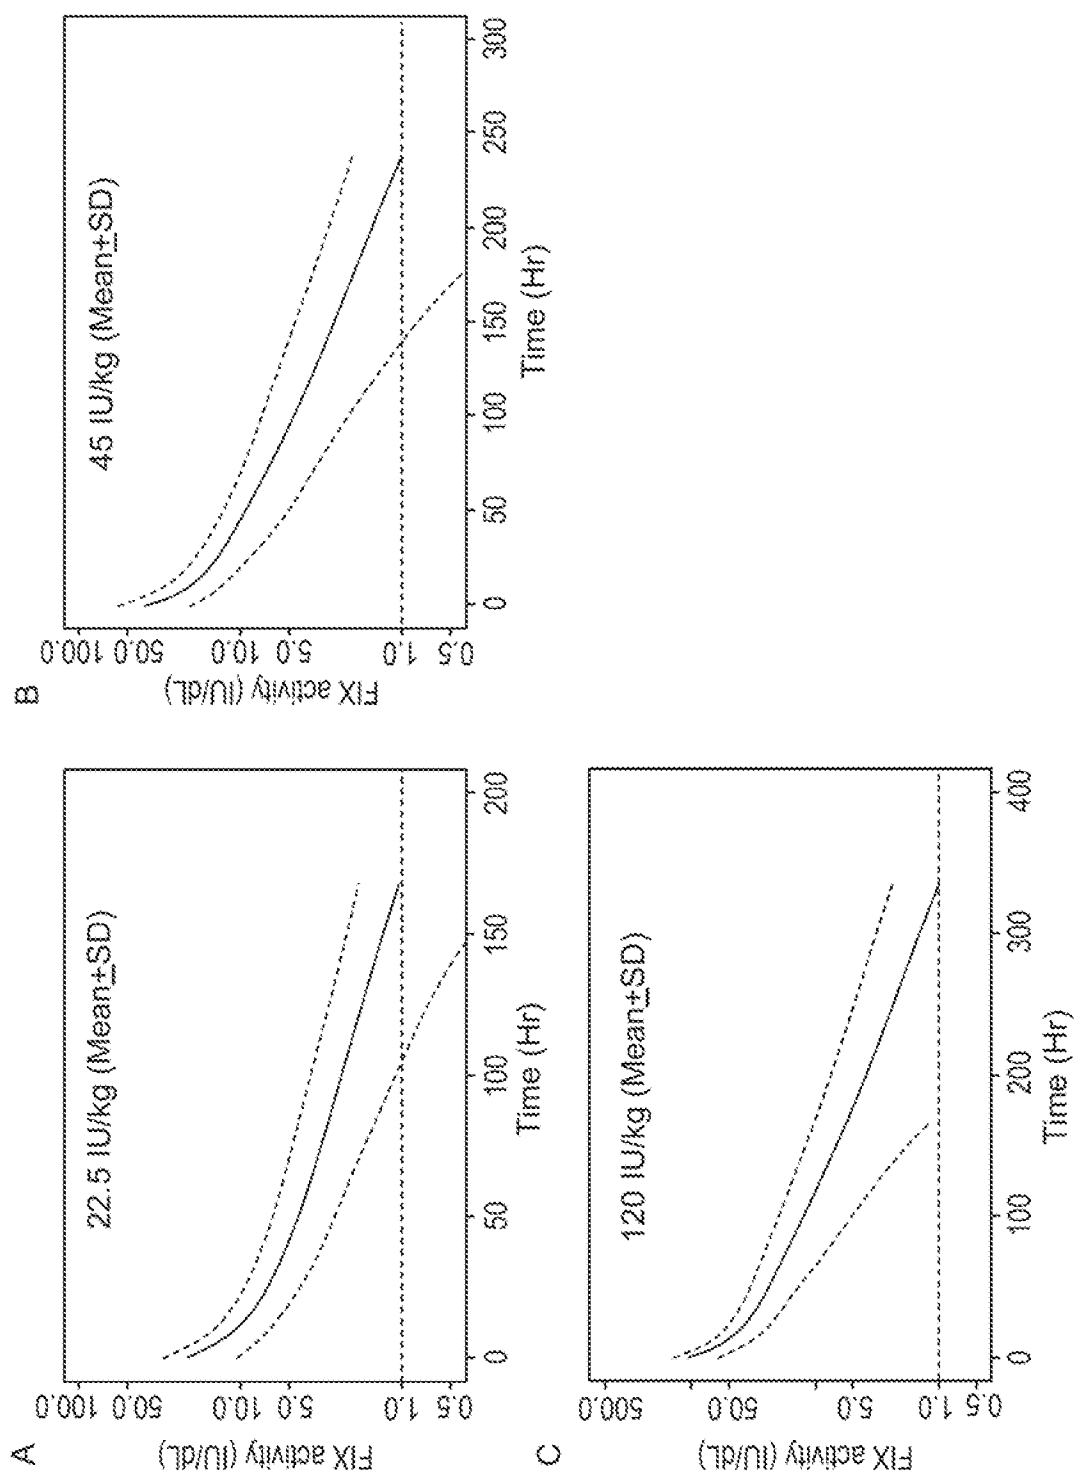 A
22.5 IU/kg (Mean±SD)
FIX activity (IU/dL)
100.0
50.0
10.0
5.0
1.0
0.5
0 50 100 150 200
Time (Hr)
B
45 IU/kg (Mean±SD)
FIX activity (IU/dL)
100.0
50.0
10.0
5.0
1.0
0.5
0 50 100 150 200 250 300
Time (Hr)
C
120 IU/kg (Mean±SD)
FIX activity (IU/dL)
500.0
50.0
5.0
1.0
0.5
0 100 200 300 400
Time (Hr)